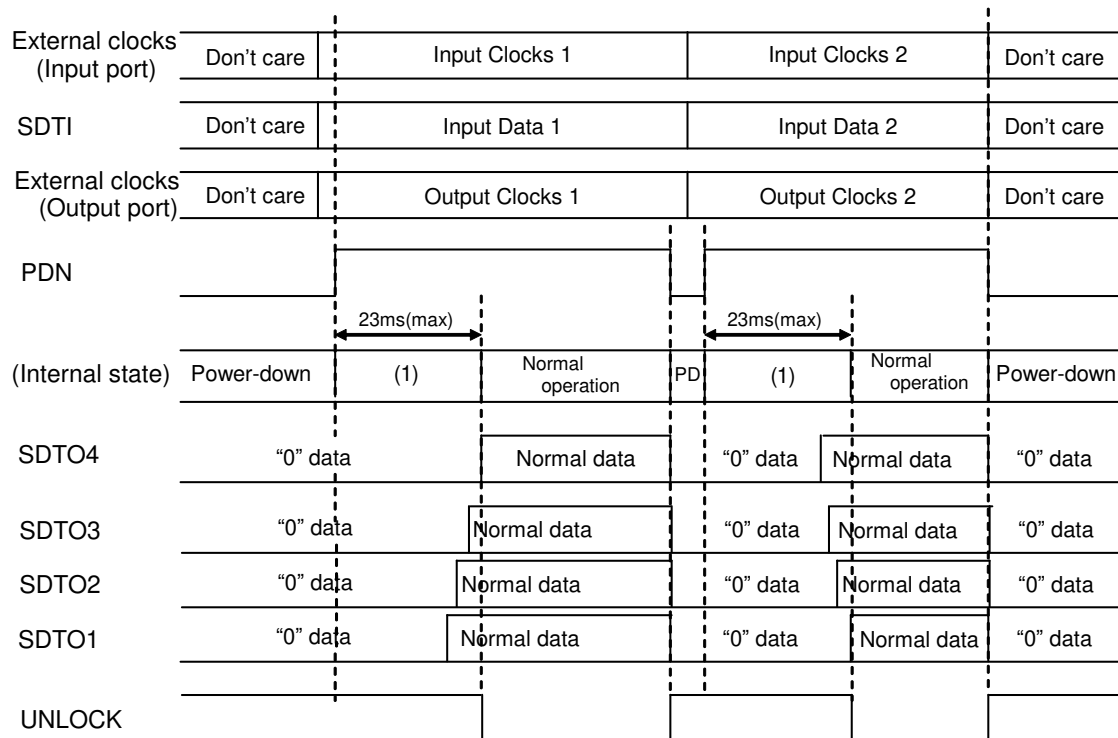 External clocks
(Input port) Don’t care Input Clocks 1 Input Clocks 2 Don’t care
SDTI Don’t care Input Data 1 Input Data 2 Don’t care
External clocks
(Output port) Don’t care Output Clocks 1 Output Clocks 2 Don’t care
PDN
23ms(max) 23ms(max)
(Internal state) Power-down (1) Normal operation PD (1) Normal operation Power-down
SDTO4 “0” data Normal data “0” data Normal data “0” data
SDTO3 “0” data Normal data “0” data Normal data “0” data
SDTO2 “0” data Normal data “0” data Normal data “0” data
SDTO1 “0” data Normal data “0” data Normal data “0” data
UNLOCK